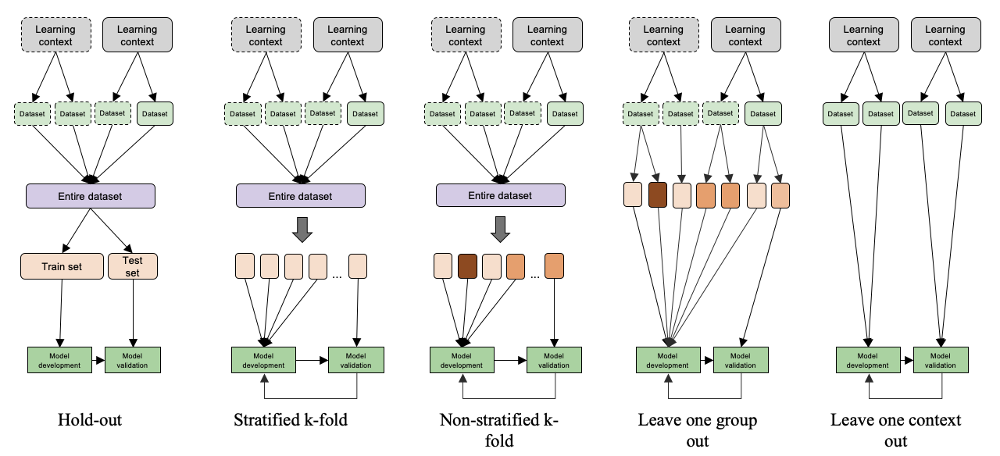 Learning
context
Learning
context
Dataset
Dataset
Dataset
Dataset
Entire dataset
Train set
Test
set
Model
development
Model
validation
Hold-out
Learning
context
Learning
context
Dataset
Dataset
Dataset
Dataset
Entire dataset
...
Model
development
Model
validation
Stratified k-fold
Learning
context
Learning
context
Dataset
Dataset
Dataset
Dataset
Entire dataset
...
Model
development
Model
validation
Non-stratified k-
fold
Learning
context
Learning
context
Dataset
Dataset
Dataset
Dataset
Model
development
Model
validation
Leave one group
out
Learning
context
Learning
context
Dataset
Dataset
Dataset
Dataset
Model
development
Model
validation
Leave one context
out